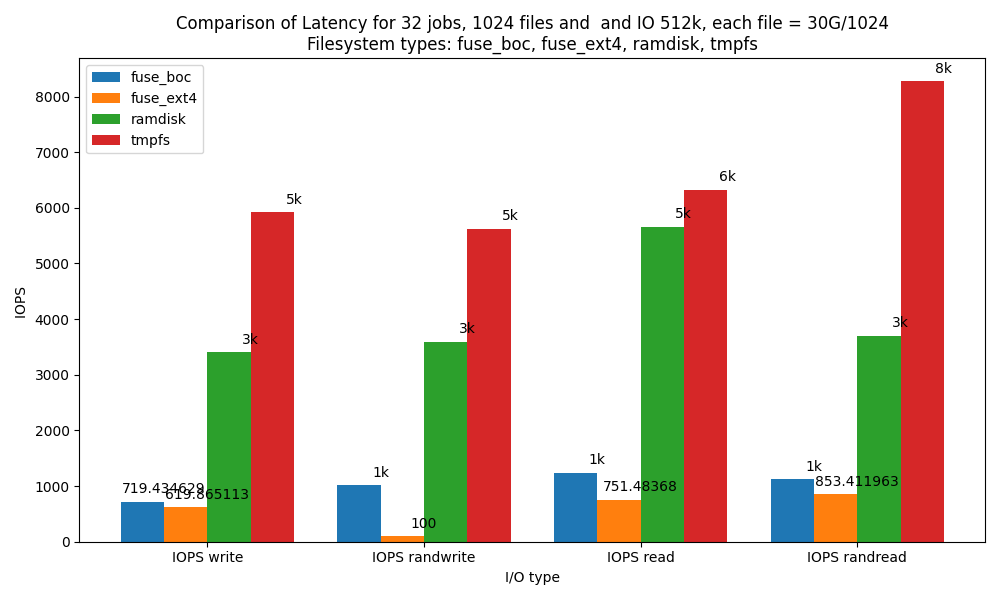 Comparison of Latency for 32 jobs, 1024 files and  and IO 512k, each file = 30G/1024
Filesystem types: fuse_boc, fuse_ext4, ramdisk, tmpfs
fuse_boc
fuse_ext4
ramdisk
tmpfs
IOPS
8000
7000
6000
5000
4000
3000
2000
1000
0
719.434629
619.865113
3k
5k
1k
100
3k
5k
1k
751.48368
5k
6k
1k
853.411963
3k
8k
IOPS write
IOPS randwrite
IOPS read
IOPS randread
I/O type